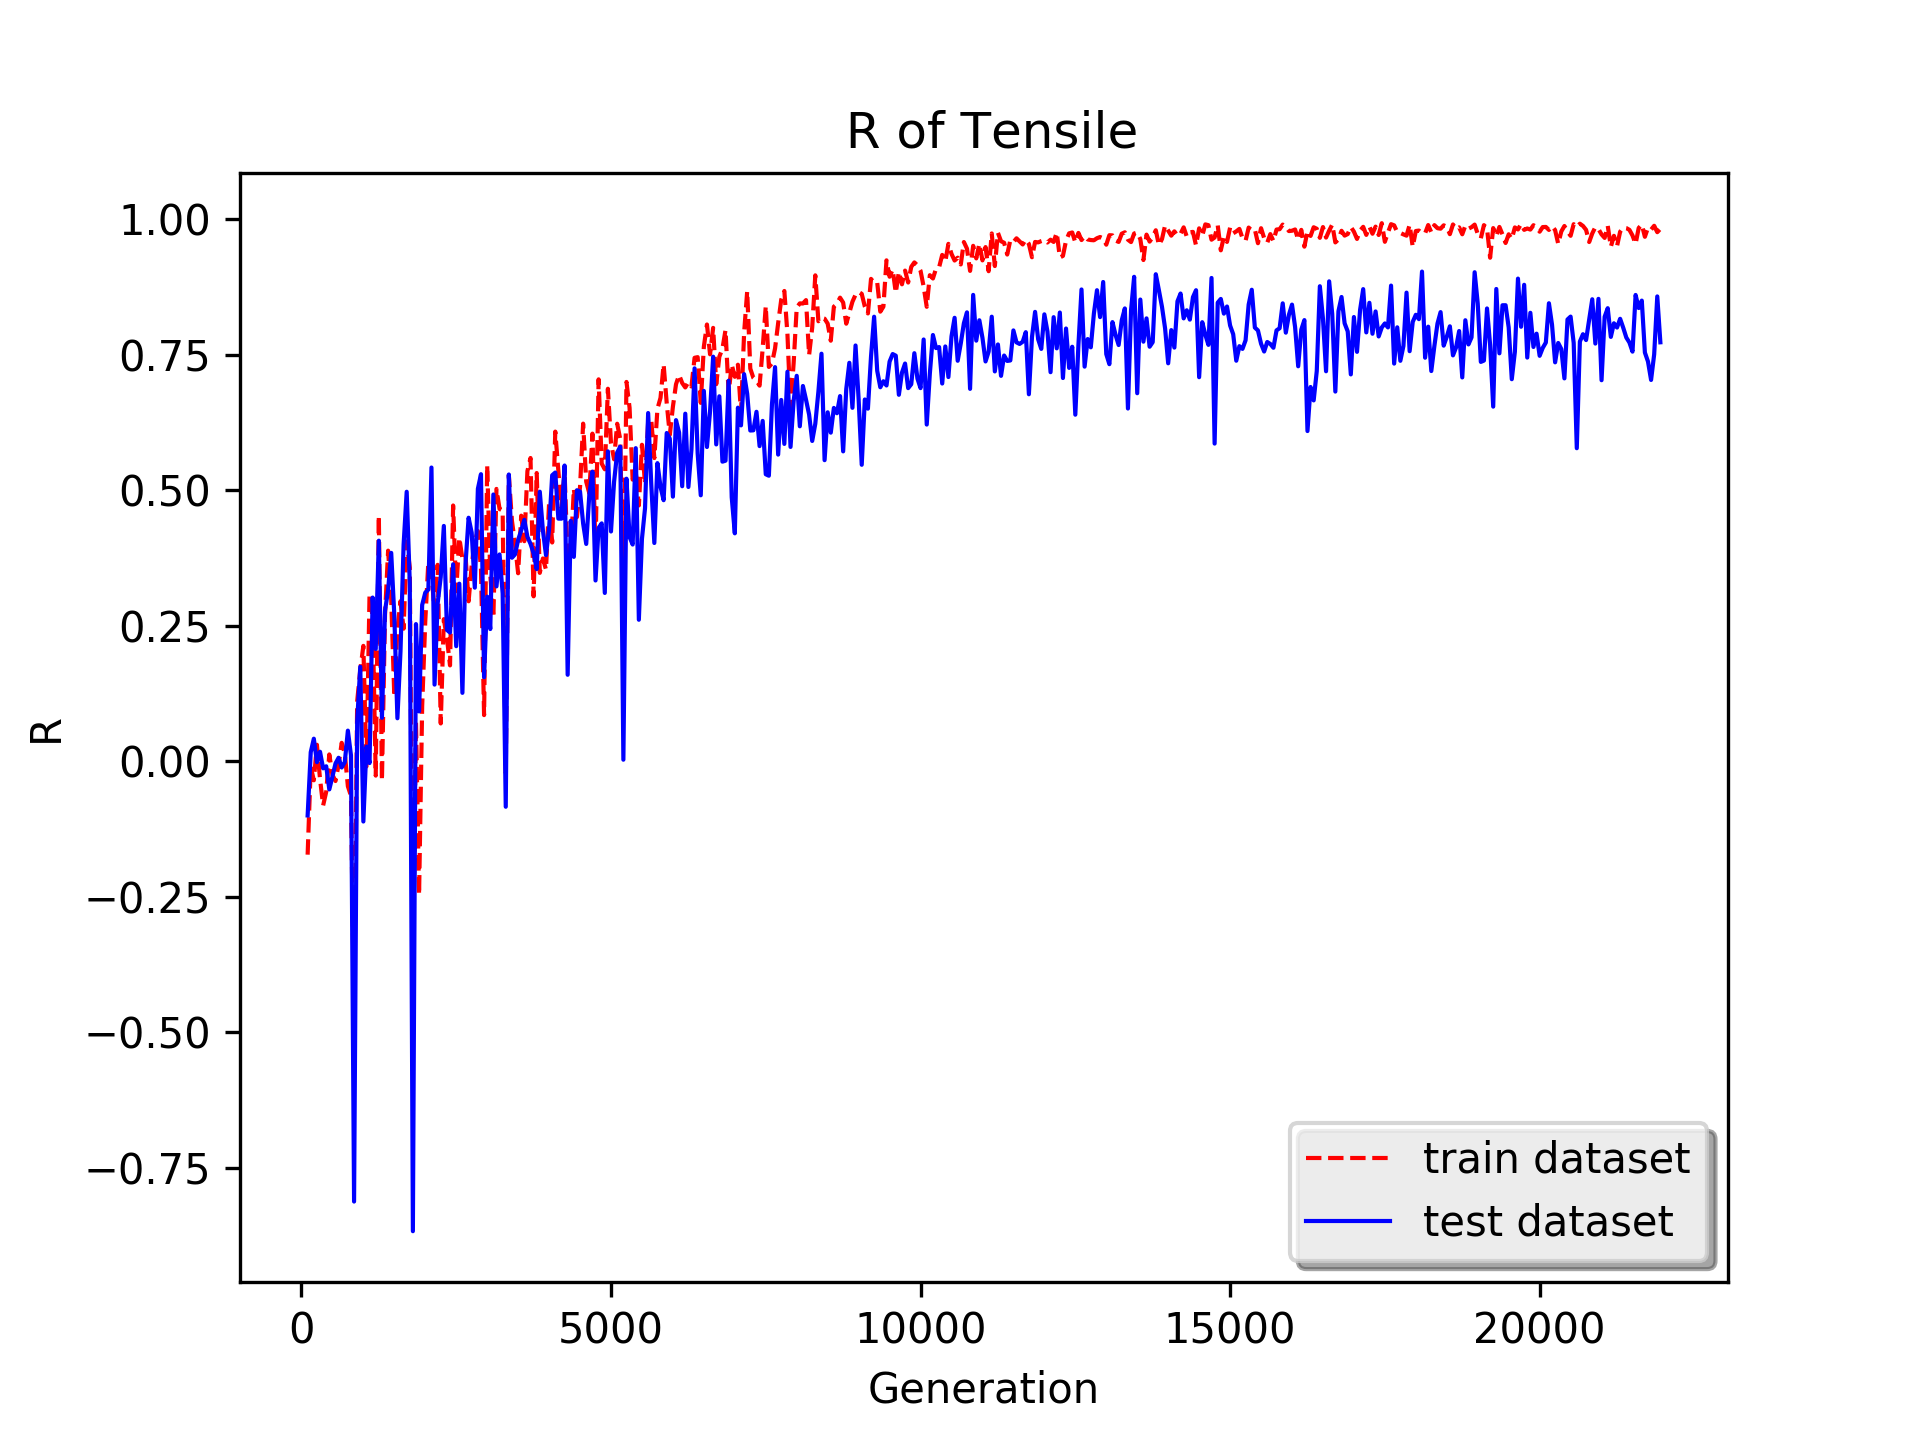 R of Tensile
1.00
0.75
0.50
0.25
0.00
−0.25
−0.50
−0.75
R
0 5000 10000 15000 20000
Generation
train dataset
test dataset